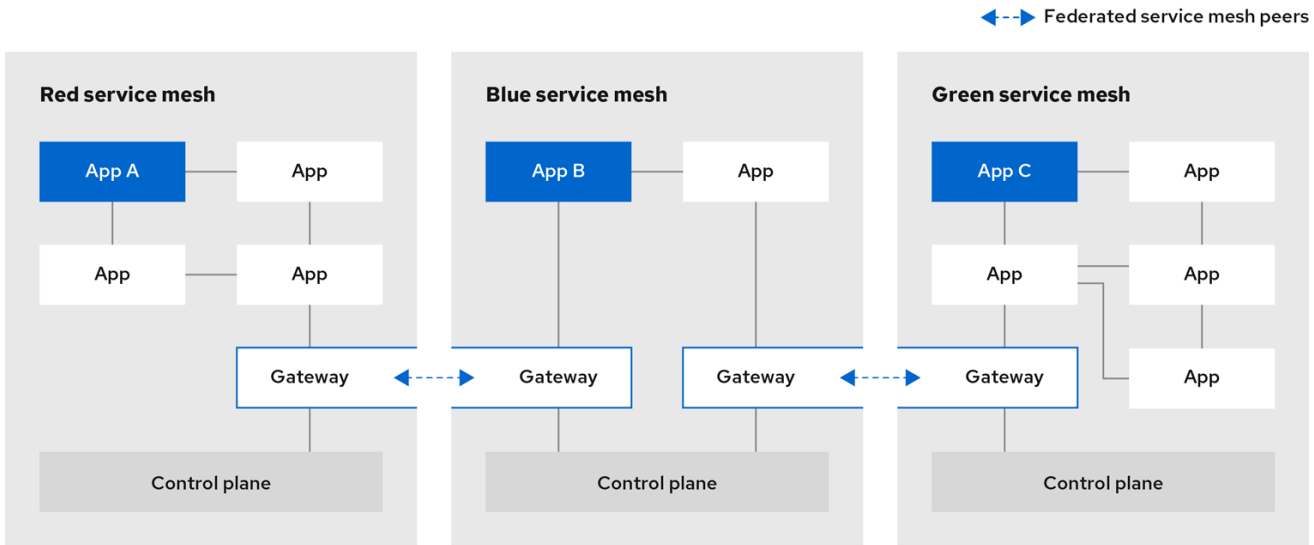 Federated service mesh peers
Red service mesh
App A
App
App
App
Gateway
Control plane
Blue service mesh
App B
App
Gateway
Gateway
Control plane
Green service mesh
App C
App
App
App
Gateway
App
Control plane